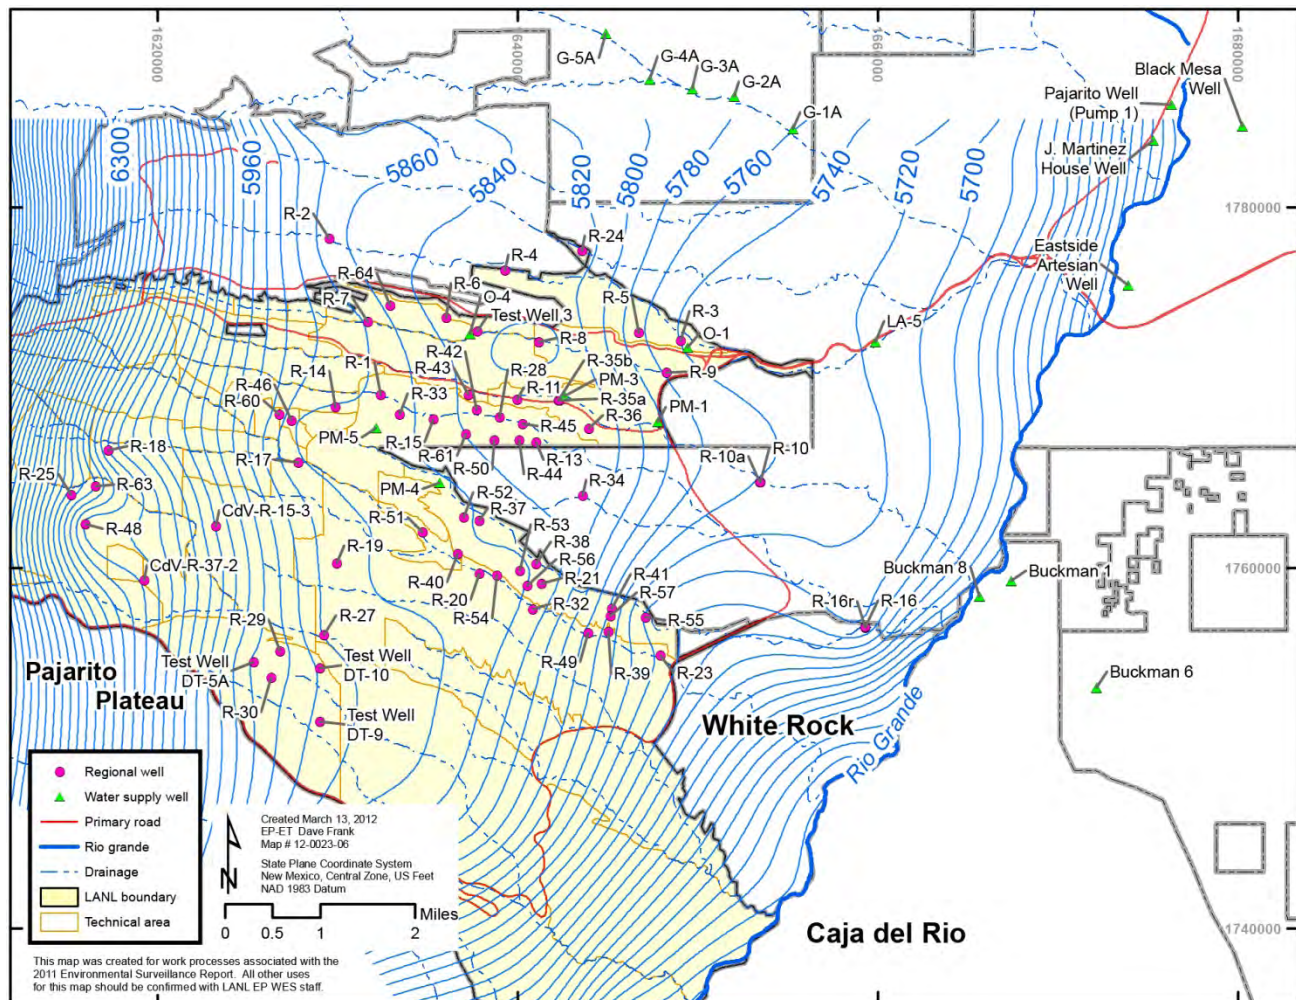 1620000
1640000
1660000
1680000
G-5A
G-4A
G-3A
G-2A
G-1A
Black Mesa
Well
Pajarito Well
(Pump 1)
J. Martinez
House Well
6300
5960
5860
5840
5820
5800
5780
5760
5740
5720
5700
1780000
R-2
R-24
R-4
Eastside
Artesian
Well
R-64
R-6
R-7
O-4
Test Well 3
R-5
R-3
O-1
LA-5
R-8
R-42
R-43
R-28
R-35b
R-9
R-1
R-14
R-11
PM-3
R-35a
R-46
R-60
R-33
R-36
PM-1
R-45
PM-5
R-15
R-18
R-61
R-50
R-13
R-44
R-10
R-10a
R-17
R-25
R-63
PM-4
R-34
R-52
R-37
R-48
CdV-R-15-3
R-51
R-53
R-38
R-56
R-19
CdV-R-37-2
R-40
R-21
R-20
R-54
R-32
R-41
R-57
1760000
Buckman 8
Buckman 1
R-16r
R-16
R-55
R-29
R-27
R-49
R-39
R-23
Test Well
DT-5A
Test Well
DT-10
Buckman 6
R-30
Test Well
DT-9
Pajarito
Plateau
White Rock
Rio Grande
Caja del Rio
1740000
Regional well
Water supply well
Primary road
Rio grande
Drainage
LANL boundary
Technical area
Created March 13, 2012
EP-ET Dave Frank
Map # 12-0023-06
State Plane Coordinate System
New Mexico, Central Zone, US Feet
NAD 1983 Datum
N
Miles
0 0.5 1 2
This map was created for work processes associated with the
2011 Environmental Surveillance Report. All other uses
for this map should be confirmed with LANL EP WES staff.